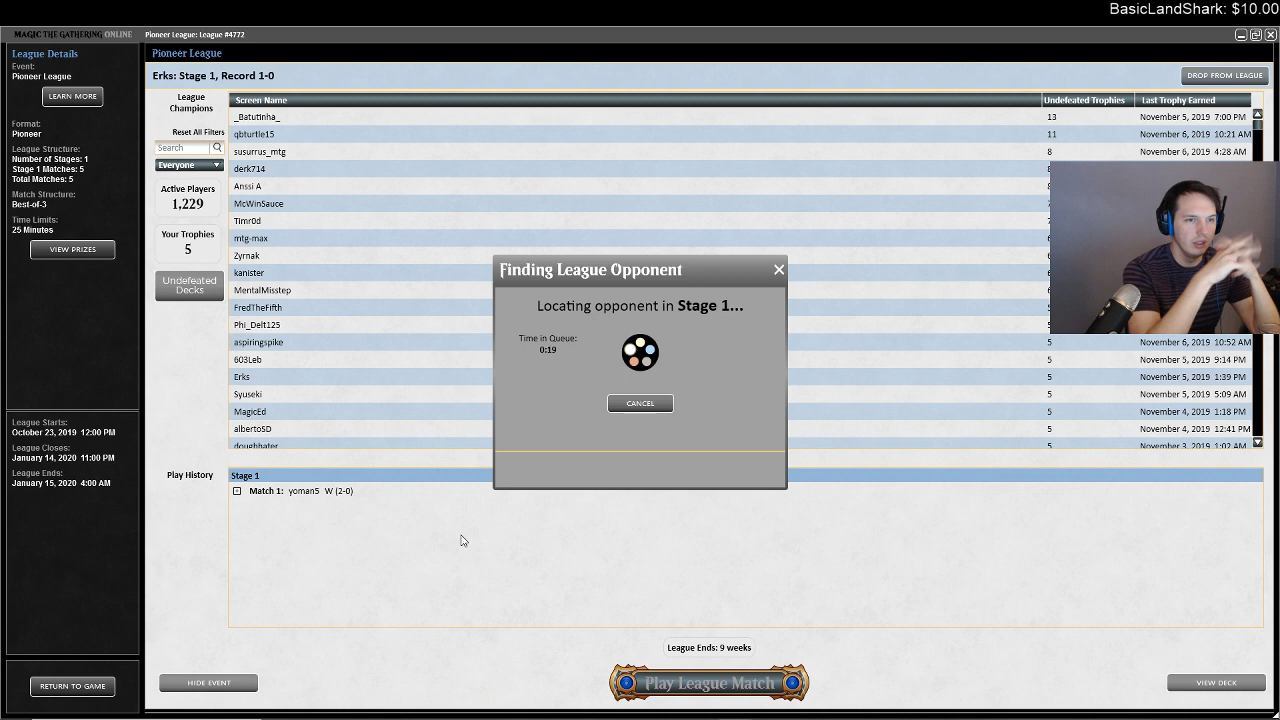 BasicLandShark: $10.00
MAGIC THE GATHERING ONLINE
Pioneer League: League #4772
League Details
Event:
Pioneer League
LEARN MORE
Format:
Pioneer
League Structure:
Number of Stages: 1
Stage 1 Matches: 5
Total Matches: 5
Match Structure:
Best-of-3
Time Limits:
25 Minutes
VIEW PRIZES
League Starts:
October 23, 2019 12:00 PM
League Closes:
January 14, 2020 11:00 PM
League Ends:
January 15, 2020 4:00 AM
RETURN TO GAME
Pioneer League
Erks: Stage 1, Record 1-0
DROP FROM LEAGUE
League
Champions
Reset All Filters
Search
Everyone
Active Players
1,229
Your Trophies
5
Undefeated
Decks
Screen Name Undefeated Trophies Last Trophy Earned
_Batutinha_ 13 November 5, 2019 7:00 PM
qbturtle15 11 November 6, 2019 10:21 AM
susurrus_mtg 8 November 6, 2019 4:28 AM
derk714
Anssi A
McWinSauce
Timr0d
mtg-max
Zyrnak
kanister
MentalMisstep
FredTheFifth
Phi_Delt125
aspiringspike 5 November 6, 2019 10:52 AM
603Leb 5 November 5, 2019 9:14 PM
Erks 5 November 5, 2019 1:39 PM
Syuseki 5 November 5, 2019 5:09 AM
MagicEd 5 November 4, 2019 1:18 PM
albertoSD 5 November 4, 2019 12:41 PM
doughhater 5 November 3, 2019 1:02 AM
Finding League Opponent
Locating opponent in Stage 1...
Time in Queue:
0:19
CANCEL
Play History
Stage 1
Match 1: yoman5 W (2-0)
League Ends: 9 weeks
HIDE EVENT
Play League Match
VIEW DECK